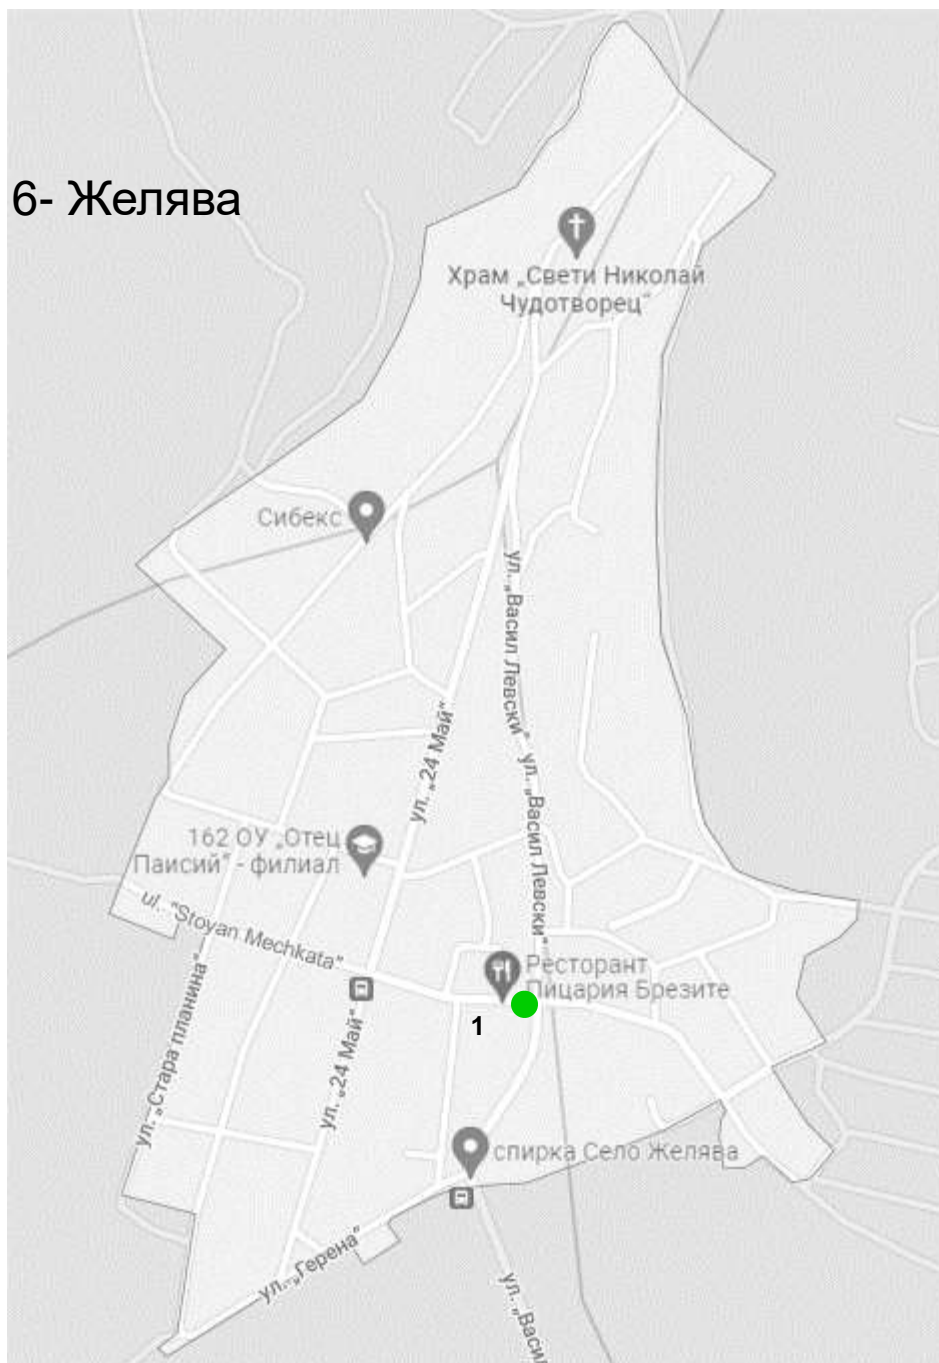 6- Желява
Храм „Свети Николай
Чудотворец"
Сибекс
ул. „Васил Левски"
ул. „24 Май"
ул. „Васил Левски"
162 ОУ „Отец
Паисий" - филиал
ul. "Stoyan Mechkata"
Ресторант
Пицария Брезите
1
ул. „Стара планина"
ул. „24 Май"
спирка Село Желява
ул. „Герена"
ул. „Васил